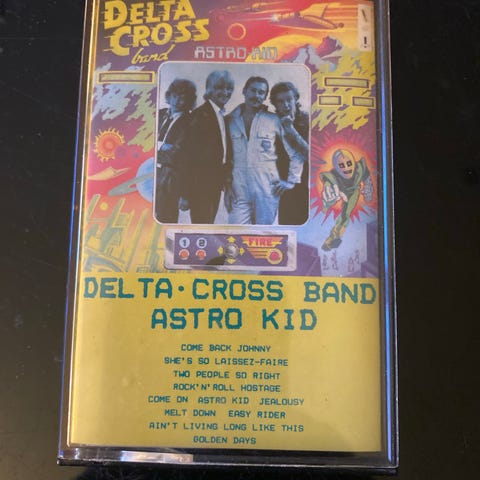 DELTA
CROSS
band
ASTRO KID
!
1 2
FIRE
DELTA·CROSS BAND
ASTRO KID
COME BACK JOHNNY
SHE'S SO LAISSEZ-FAIRE
TWO PEOPLE SO RIGHT
ROCK'N'ROLL HOSTAGE
COME ON ASTRO KID JEALOUSY
MELT DOWN EASY RIDER
AIN'T LIVING LONG LIKE THIS
GOLDEN DAYS